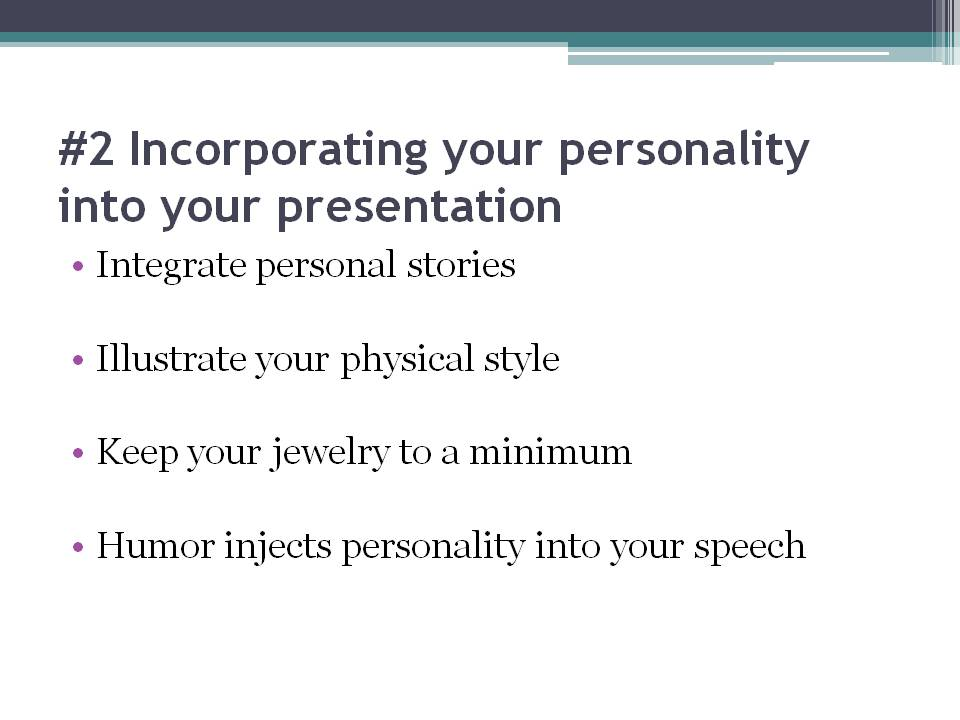 #2 Incorporating your personality
into your presentation
• Integrate personal stories
• Illustrate your physical style
• Keep your jewelry to a minimum
• Humor injects personality into your speech